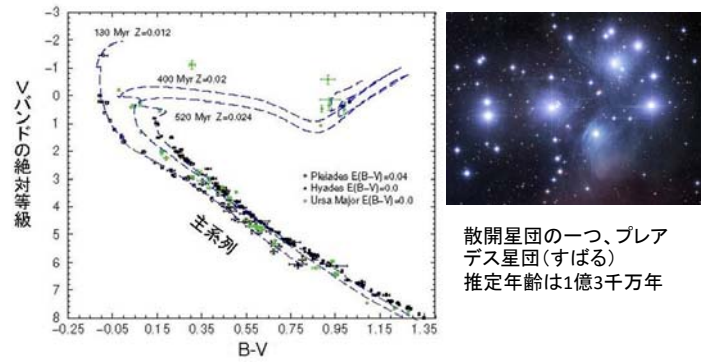 -3
-2
-1
0
1
2
3
4
5
6
7
8
Vバンドの絶対等級
130 Myr Z=0.012
400 Myr Z=0.02
520 Myr Z=0.024
Pleiades E(B-V)=0.04
Hyades E(B-V)=0.0
Ursa Major E(B-V)=0.0
主系列
-0.25 -0.05 0.15 0.35 0.55 0.75 0.95 1.15 1.35
B-V
散開星団の一つ、プレア
デス星団(すばる)
推定年齢は1億3千万年